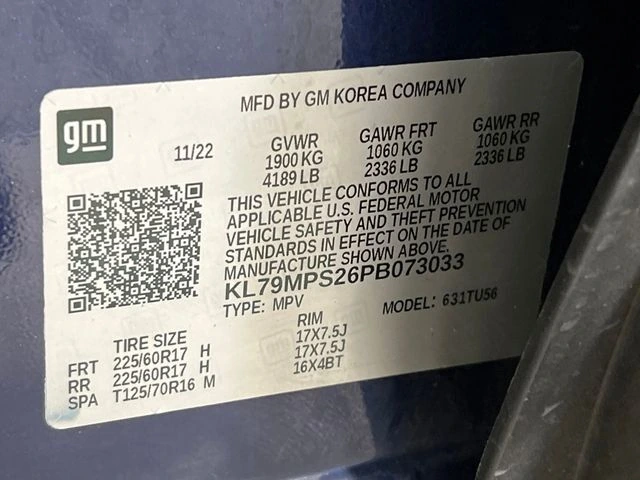 MFD BY GM KOREA COMPANY
gm
11/22
GVWR GAWR FRT GAWR RR
1900 KG 1060 KG 1060 KG
4189 LB 2336 LB 2336 LB
THIS VEHICLE CONFORMS TO ALL
APPLICABLE U.S. FEDERAL MOTOR
VEHICLE SAFETY AND THEFT PREVENTION
STANDARDS IN EFFECT ON THE DATE OF
MANUFACTURE SHOWN ABOVE.
KL79MPS26PB073033
TYPE: MPV MODEL: 631TU56
TIRE SIZE RIM
FRT 225/60R17 H 17X7.5J
RR 225/60R17 H 17X7.5J
SPA T125/70R16 M 16X4BT